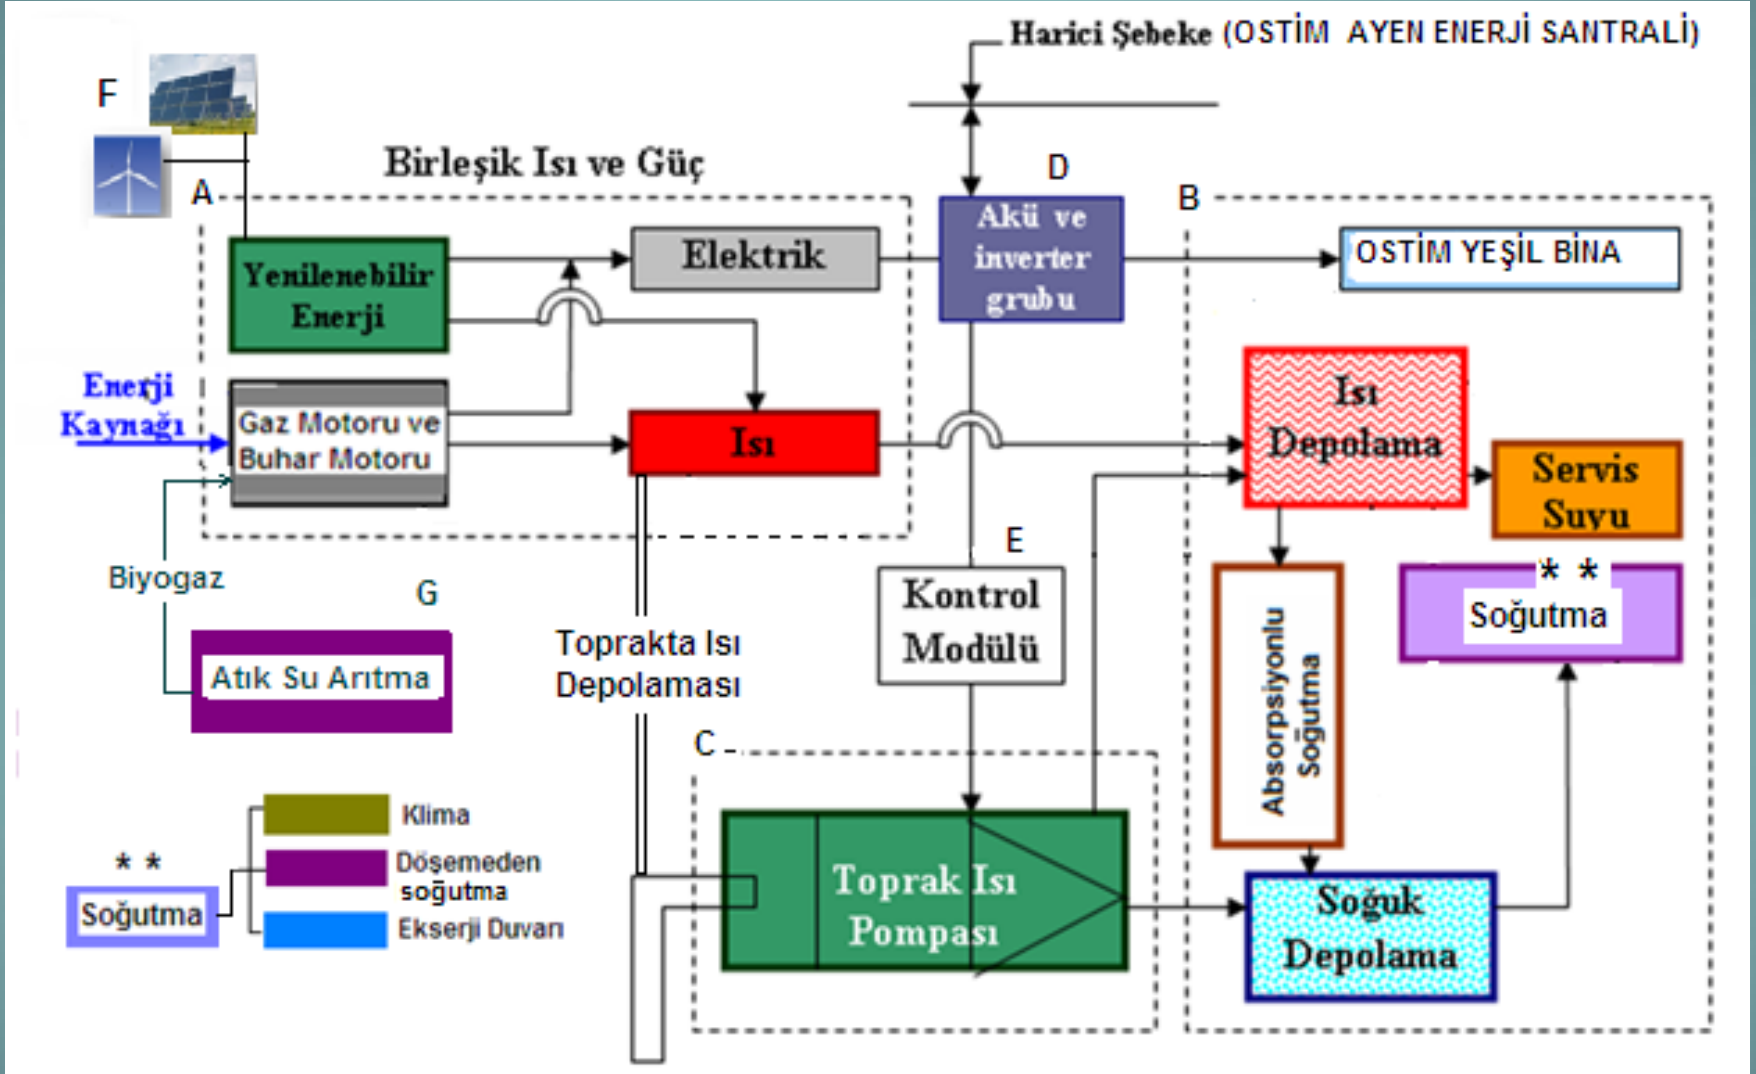 Harici Şebeke (OSTİM AYEN ENERJİ SANTRALİ)
F
Birleşik Isı ve Güç
A
D
B
Yenilenebilir
Enerji
Elektrik
Akü ve
inverter
grubu
OSTİM YEŞİL BİNA
Enerji
Kaynağı
Gaz Motoru ve
Buhar Motoru
Isı
Isı
Depolama
Servis
Suyu
E
Biyogaz
G
Kontrol
Modülü
* *
Soğutma
Toprakta Isı
Depolaması
Atık Su Arıtma
Absorpsiyonlu
Soğutma
C
Klima
* *
Soğutma
Döşemeden
soğutma
Ekserji Duvarı
Toprak Isı
Pompası
Soğuk
Depolama